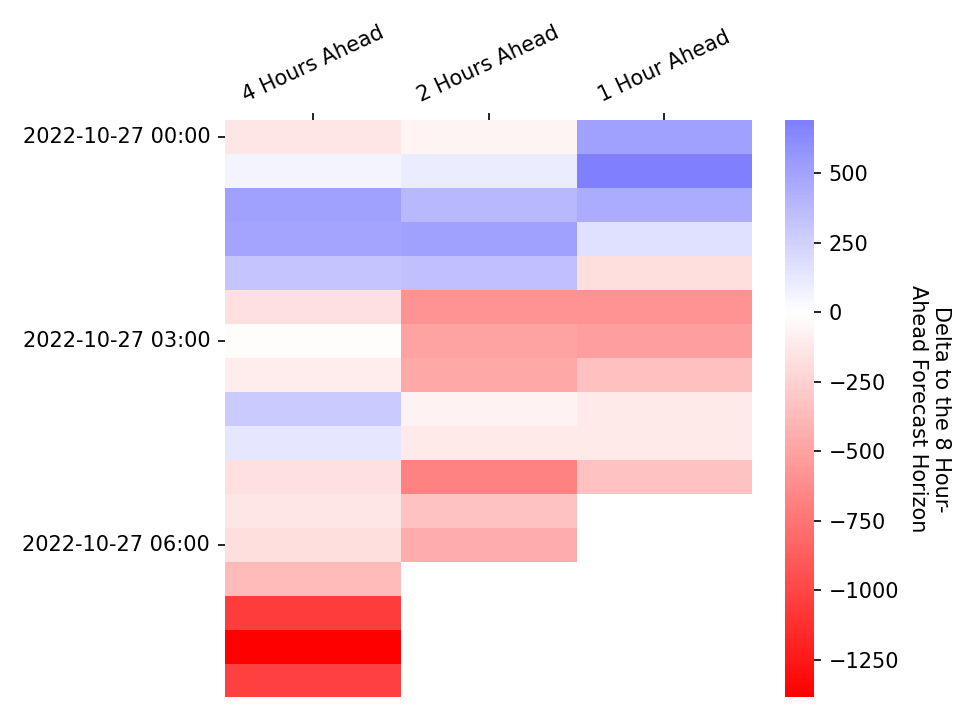 4 Hours Ahead
2 Hours Ahead
1 Hour Ahead
2022-10-27 00:00
2022-10-27 03:00
2022-10-27 06:00
500
250
0
−250
−500
−750
−1000
−1250
Delta to the 8 Hour-
Ahead Forecast Horizon